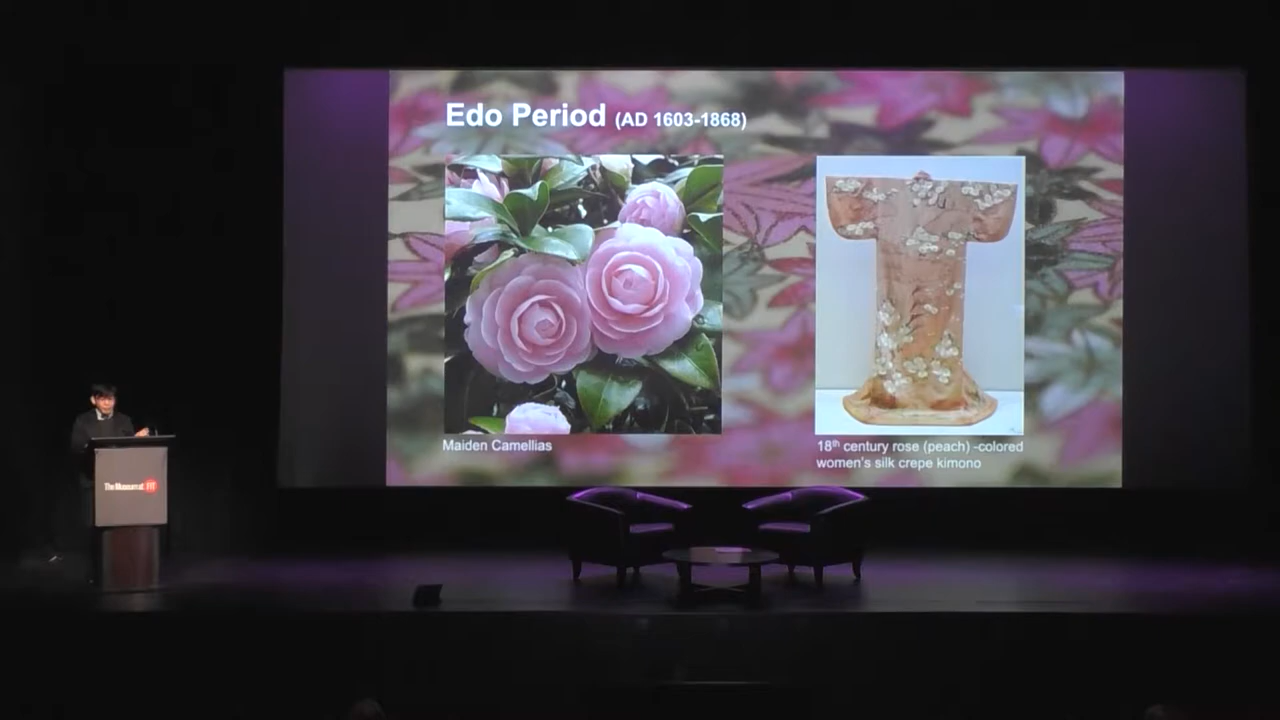 Edo Period (AD 1603-1868)
Maiden Camellias
18th century rose (peach) -colored
women's silk crepe kimono
The Museum at FIT